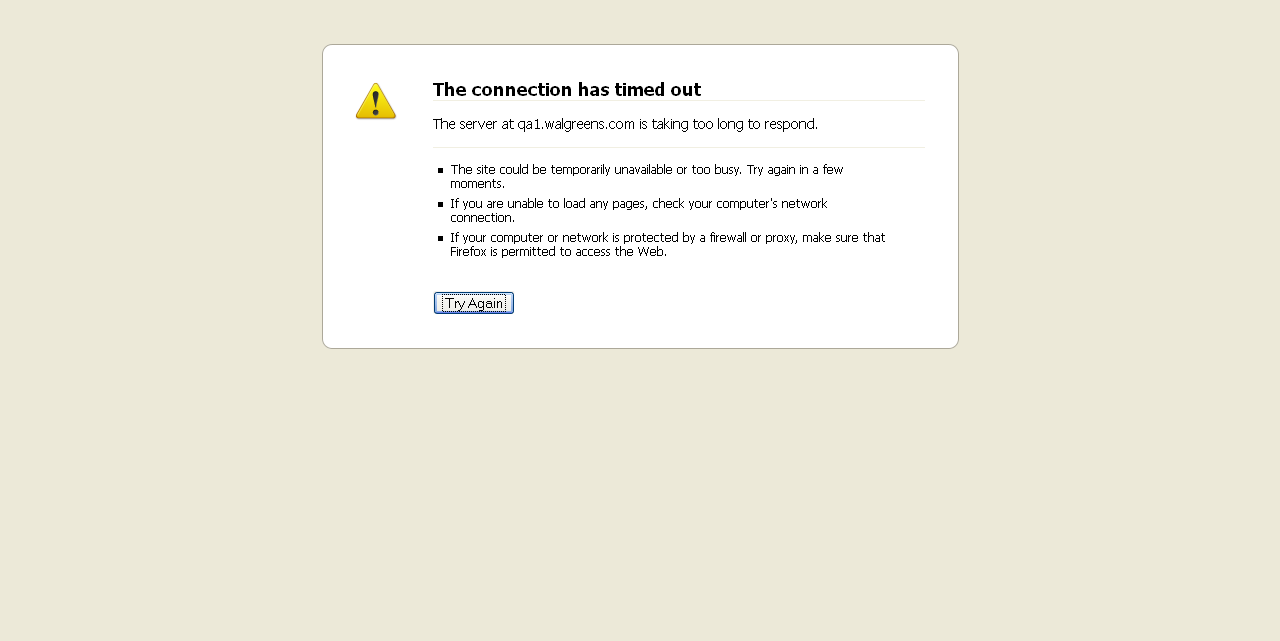 The connection has timed out
The server at qa1.walgreens.com is taking too long to respond.
The site could be temporarily unavailable or too busy. Try again in a few
moments.
If you are unable to load any pages, check your computer's network
connection.
If your computer or network is protected by a firewall or proxy, make sure that
Firefox is permitted to access the Web.
Try Again